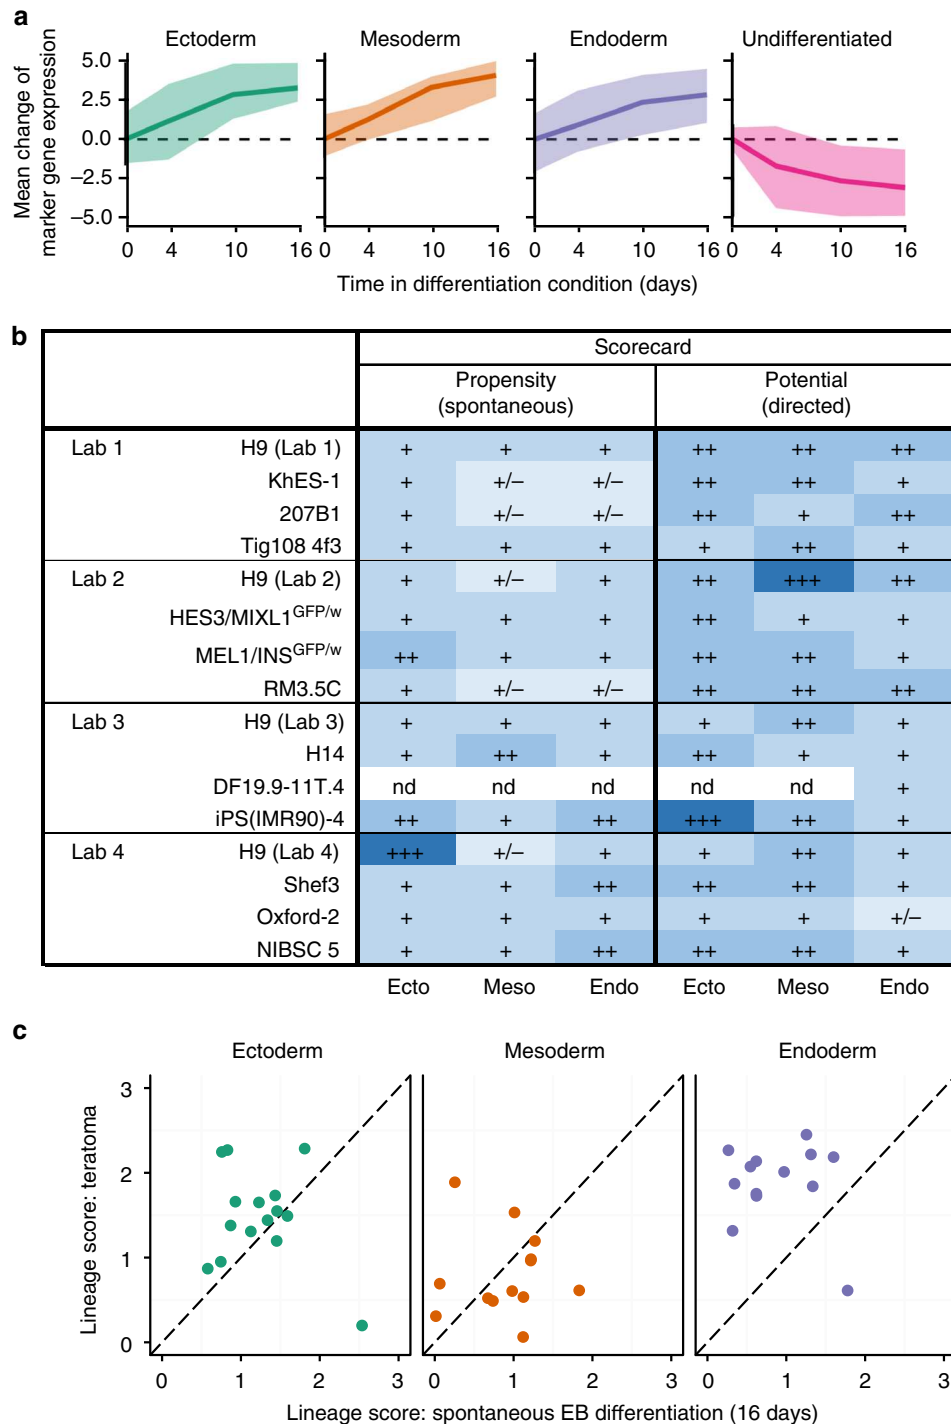 a
Ectoderm Mesoderm Endoderm Undifferentiated
Mean change of
marker gene expression
5.0
2.5
0.0
−2.5
−5.0
0 4 10 16 0 4 10 16 0 4 10 16 0 4 10 16
Time in differentiation condition (days)
b
Scorecard
Propensity
(spontaneous)
Potential
(directed)
Lab 1 H9 (Lab 1) + + + ++ ++ ++
KhES-1 + +/− +/− ++ ++ +
207B1 + +/− +/− ++ + ++
Tig108 4f3 + + + + ++ +
Lab 2 H9 (Lab 2) + +/− + ++ +++ ++
HES3/MIXL1GFP/w + + + ++ + +
MEL1/INSGFP/w ++ + + ++ ++ +
RM3.5C + +/− +/− ++ ++ ++
Lab 3 H9 (Lab 3) + + + + ++ +
H14 + ++ + ++ + +
DF19.9-11T.4 nd nd nd nd nd +
iPS(IMR90)-4 ++ + ++ +++ ++ +
Lab 4 H9 (Lab 4) +++ +/− + + ++ +
Shef3 + + ++ ++ ++ +
Oxford-2 + + + + + +/−
NIBSC 5 + + ++ ++ ++ +
Ecto Meso Endo Ecto Meso Endo
c
Ectoderm Mesoderm Endoderm
Lineage score: teratoma
3
2
1
0
0 1 2 3 0 1 2 3 0 1 2 3
Lineage score: spontaneous EB differentiation (16 days)